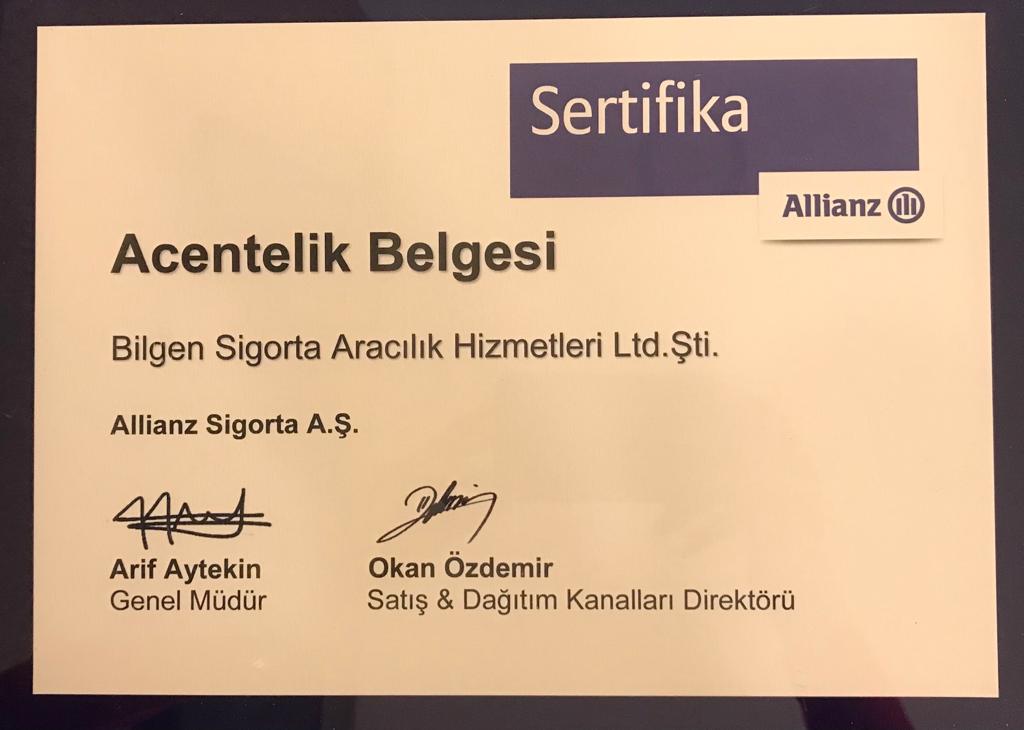 Sertifika
Allianz
Acentelik Belgesi
Bilgen Sigorta Aracılık Hizmetleri Ltd.Şti.
Allianz Sigorta A.Ş.
Arif Aytekin
Genel Müdür
Okan Özdemir
Satış & Dağıtım Kanalları Direktörü